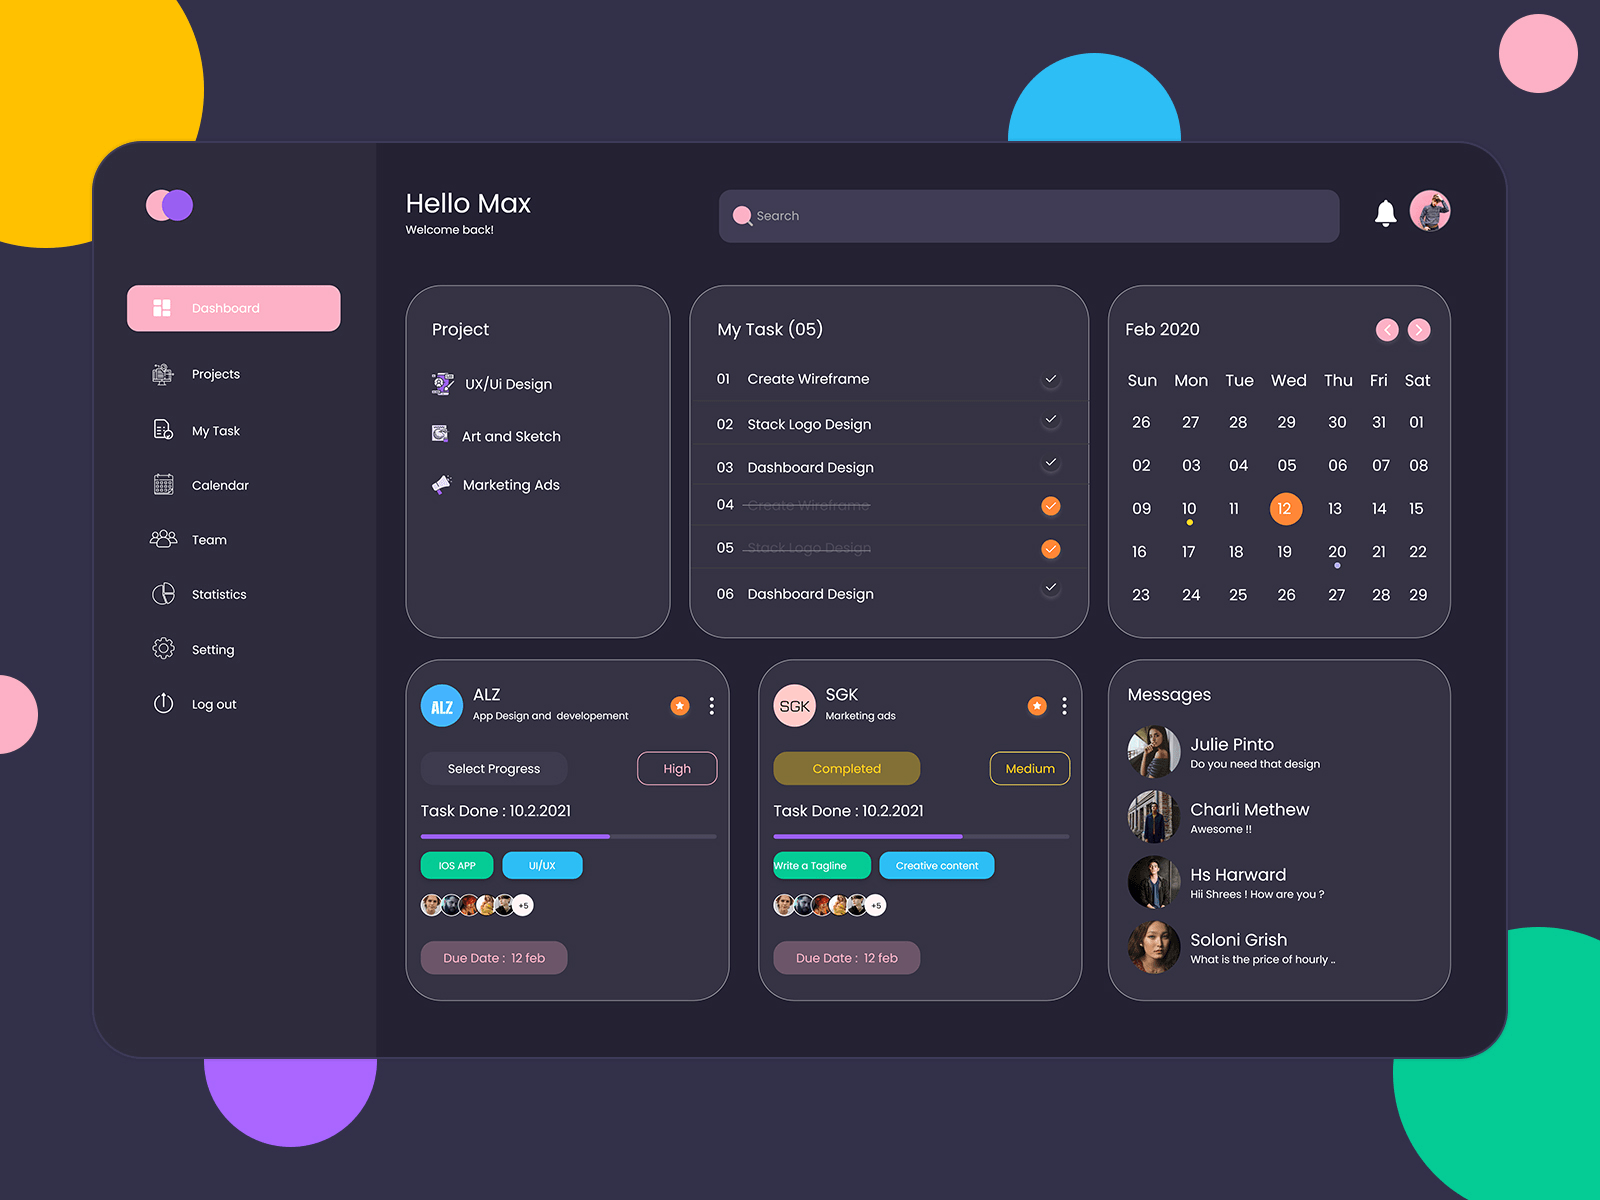 Hello Max
Welcome back!
Search
Dashboard
Projects
My Task
Calendar
Team
Statistics
Setting
Log out
Project
UX/Ui Design
Art and Sketch
Marketing Ads
My Task (05)
01 Create Wireframe
02 Stack Logo Design
03 Dashboard Design
04 Create Wireframe
05 Stack Logo Design
06 Dashboard Design
Feb 2020
Sun Mon Tue Wed Thu Fri Sat
26 27 28 29 30 31 01
02 03 04 05 06 07 08
09 10 11 12 13 14 15
16 17 18 19 20 21 22
23 24 25 26 27 28 29
ALZ
ALZ
App Design and developement
Select Progress
High
Task Done : 10.2.2021
IOS APP
UI/UX
+5
Due Date : 12 feb
SGK
SGK
Marketing ads
Completed
Medium
Task Done : 10.2.2021
Write a Tagline
Creative content
+5
Due Date : 12 feb
Messages
Julie Pinto
Do you need that design
Charli Methew
Awesome !!
Hs Harward
Hii Shrees ! How are you ?
Soloni Grish
What is the price of hourly ..